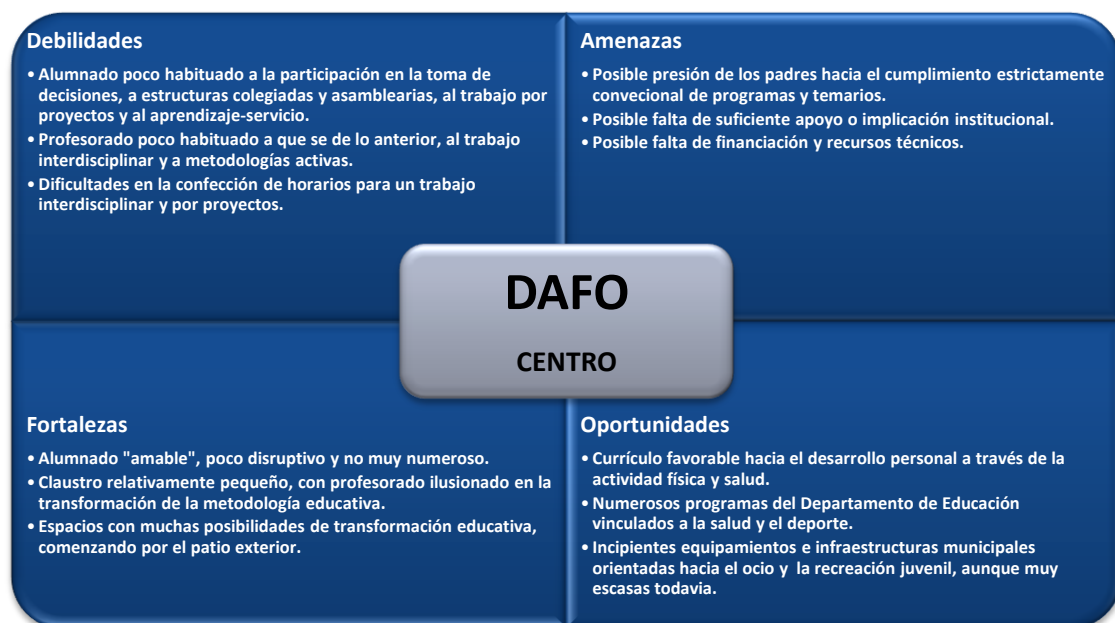 Debilidades
• Alumnado poco habituado a la participación en la toma de
decisiones, a estructuras colegiadas y asamblearias, al trabajo por
proyectos y al aprendizaje-servicio.
• Profesorado poco habituado a que se de lo anterior, al trabajo
interdisciplinar y a metodologías activas.
• Dificultades en la confección de horarios para un trabajo
interdisciplinar y por proyectos.
Amenazas
• Posible presión de los padres hacia el cumplimiento estrictamente
convecional de programas y temarios.
• Posible falta de suficiente apoyo o implicación institucional.
• Posible falta de financiación y recursos técnicos.
DAFO
CENTRO
Fortalezas
• Alumnado "amable", poco disruptivo y no muy numeroso.
• Claustro relativamente pequeño, con profesorado ilusionado en la
transformación de la metodología educativa.
• Espacios con muchas posibilidades de transformación educativa,
comenzando por el patio exterior.
Oportunidades
• Currículo favorable hacia el desarrollo personal a través de la
actividad física y salud.
• Numerosos programas del Departamento de Educación
vinculados a la salud y el deporte.
• Incipientes equipamientos e infraestructuras municipales
orientadas hacia el ocio y la recreación juvenil, aunque muy
escasas todavia.